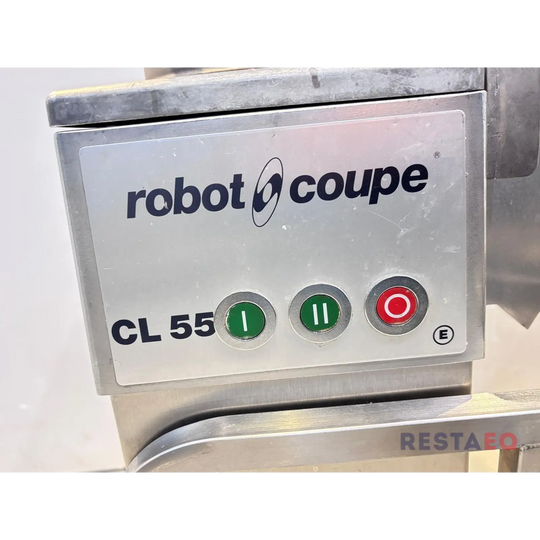 robot coupe ®
CL 55 I II O
E
RESTAEQ